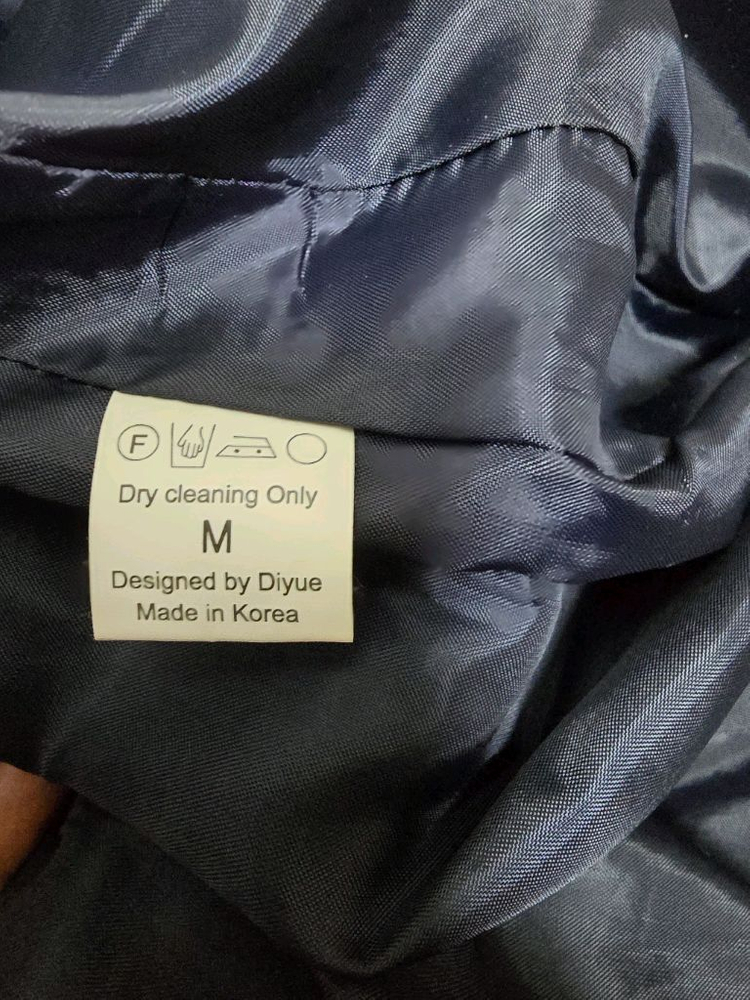 F
Dry cleaning Only
M
Designed by Diyue
Made in Korea